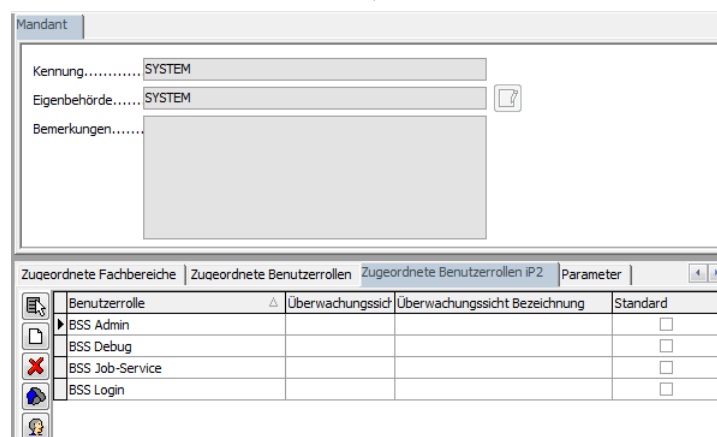 Mandant
Kennung............ SYSTEM
Eigenbehörde...... SYSTEM
Bemerkungen.......
Zugeordnete Fachbereiche Zugeordnete Benutzerrollen Zugeordnete Benutzerrollen iP2 Parameter
Benutzerrolle Überwachungssicht Überwachungssicht Bezeichnung Standard
BSS Admin
BSS Debug
BSS Job-Service
BSS Login